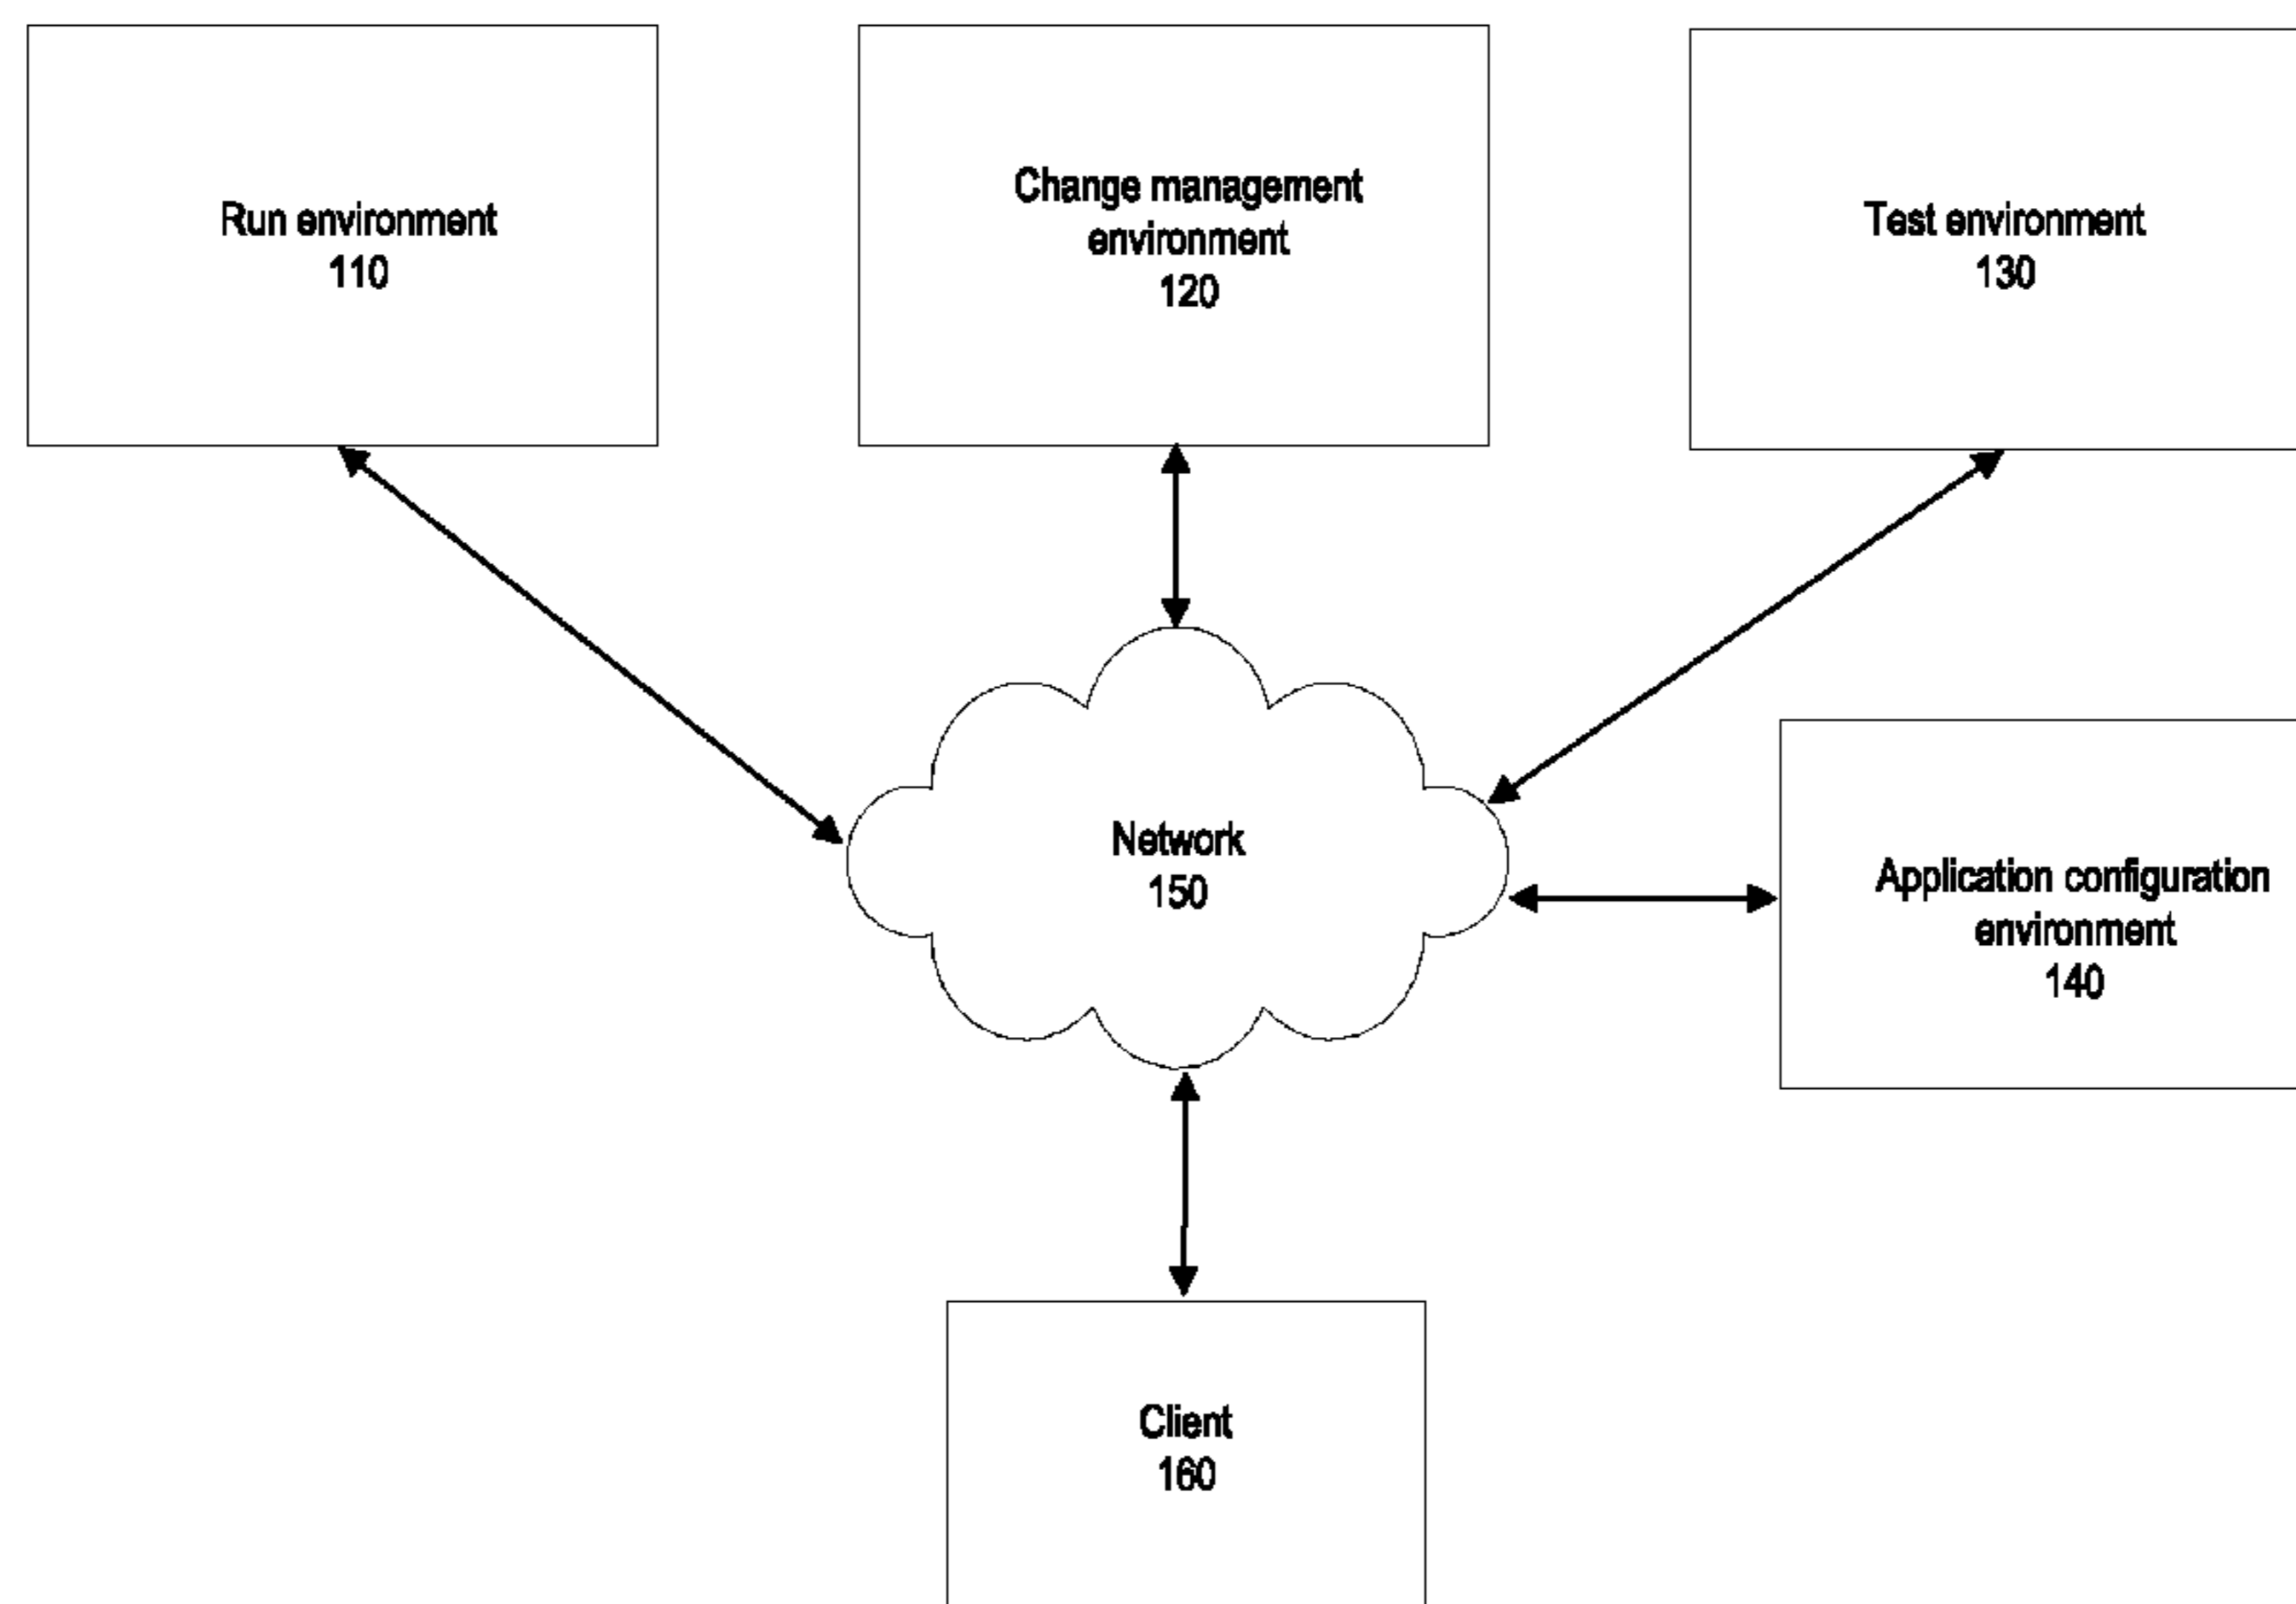 Run environment
110
Change management
environment
120
Test environment
130
Network
150
Application configuration
environment
140
Client
160